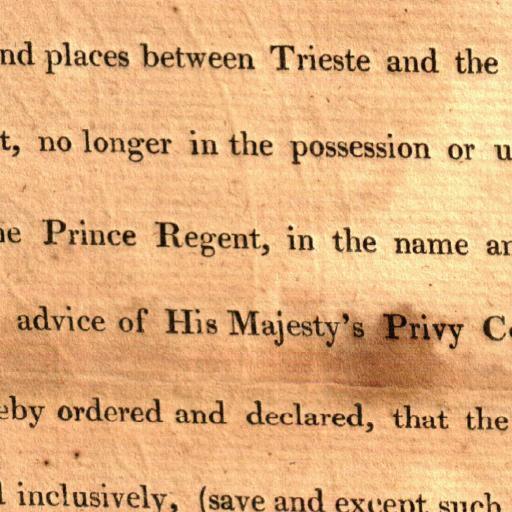 nd places between Trieste and the
t, no longer in the possession or u
he Prince Regent, in the name an
advice of His Majesty's Privy Co
eby ordered and declared, that the
l inclusively, (save and except such